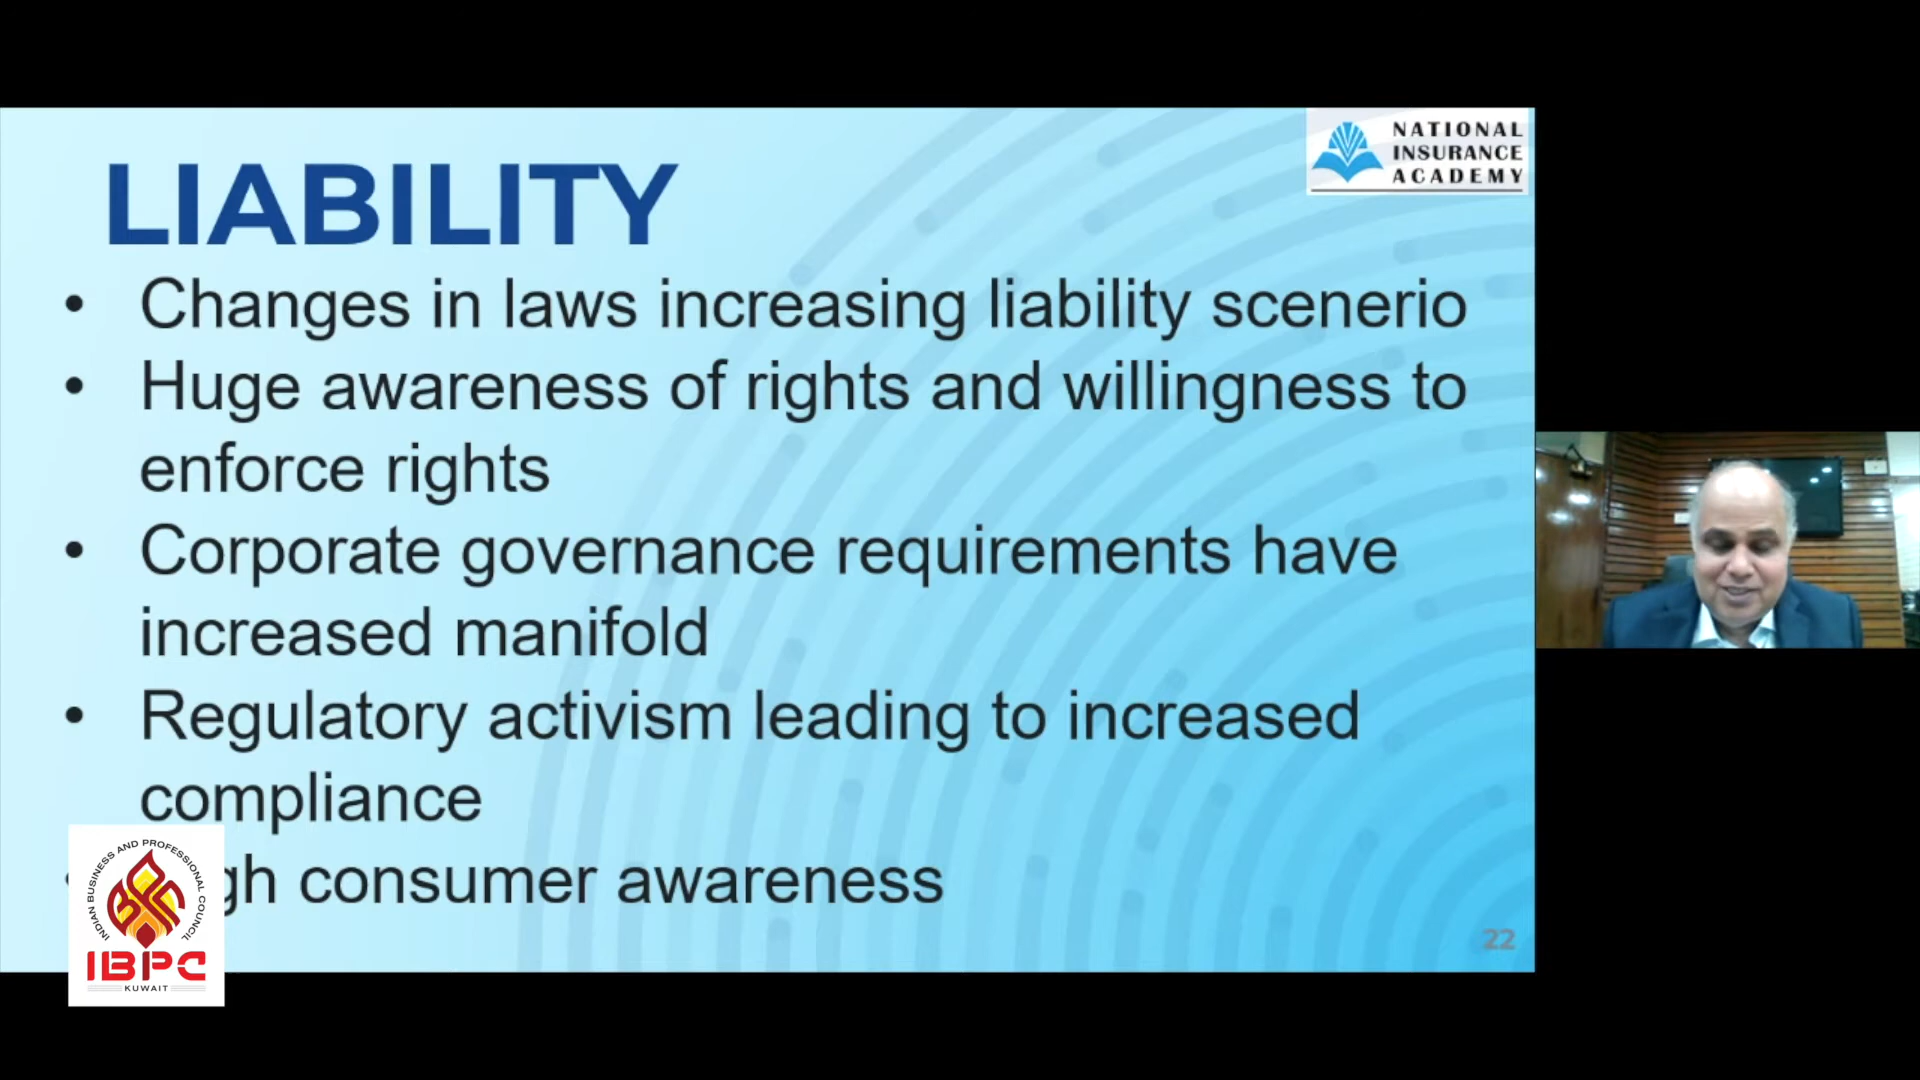 NATIONAL
INSURANCE
ACADEMY
LIABILITY
• Changes in laws increasing liability scenerio
• Huge awareness of rights and willingness to
enforce rights
• Corporate governance requirements have
increased manifold
• Regulatory activism leading to increased
compliance
gh consumer awareness
INDIAN BUSINESS AND PROFESSIONAL COUNCIL
IBPC
KUWAIT
22